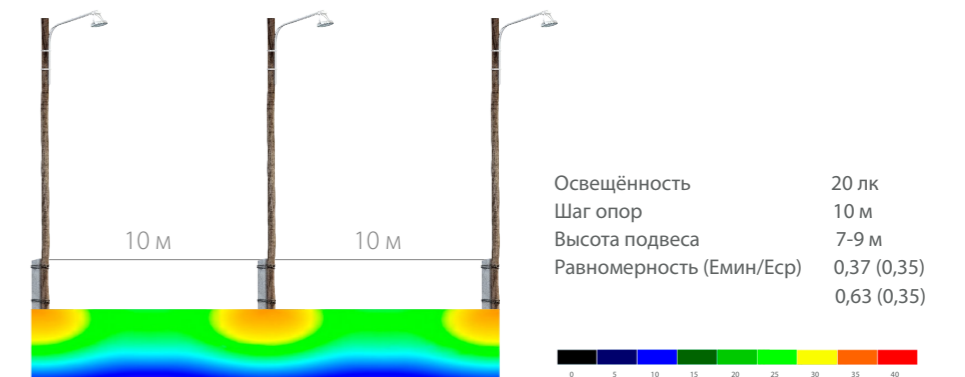 10 м 10 м
Освещённость 20 лк
Шаг опор 10 м
Высота подвеса 7-9 м
Равномерность (Емин/Еср) 0,37 (0,35)
0,63 (0,35)
0 5 10 15 20 25 30 35 40